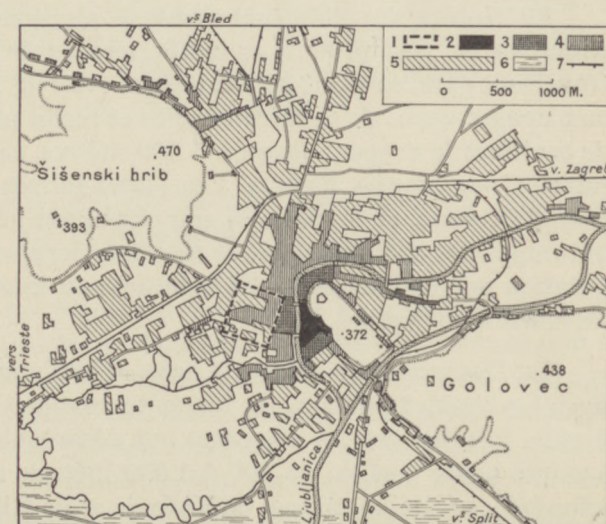 vs Bled
1 2 3 4
5 6 7
0 500 1000 M.
.470
Šišenski hrib
v. Zagreb
393
vers Trieste
.372
.438
Golovec
Ljubljanica
vs Split